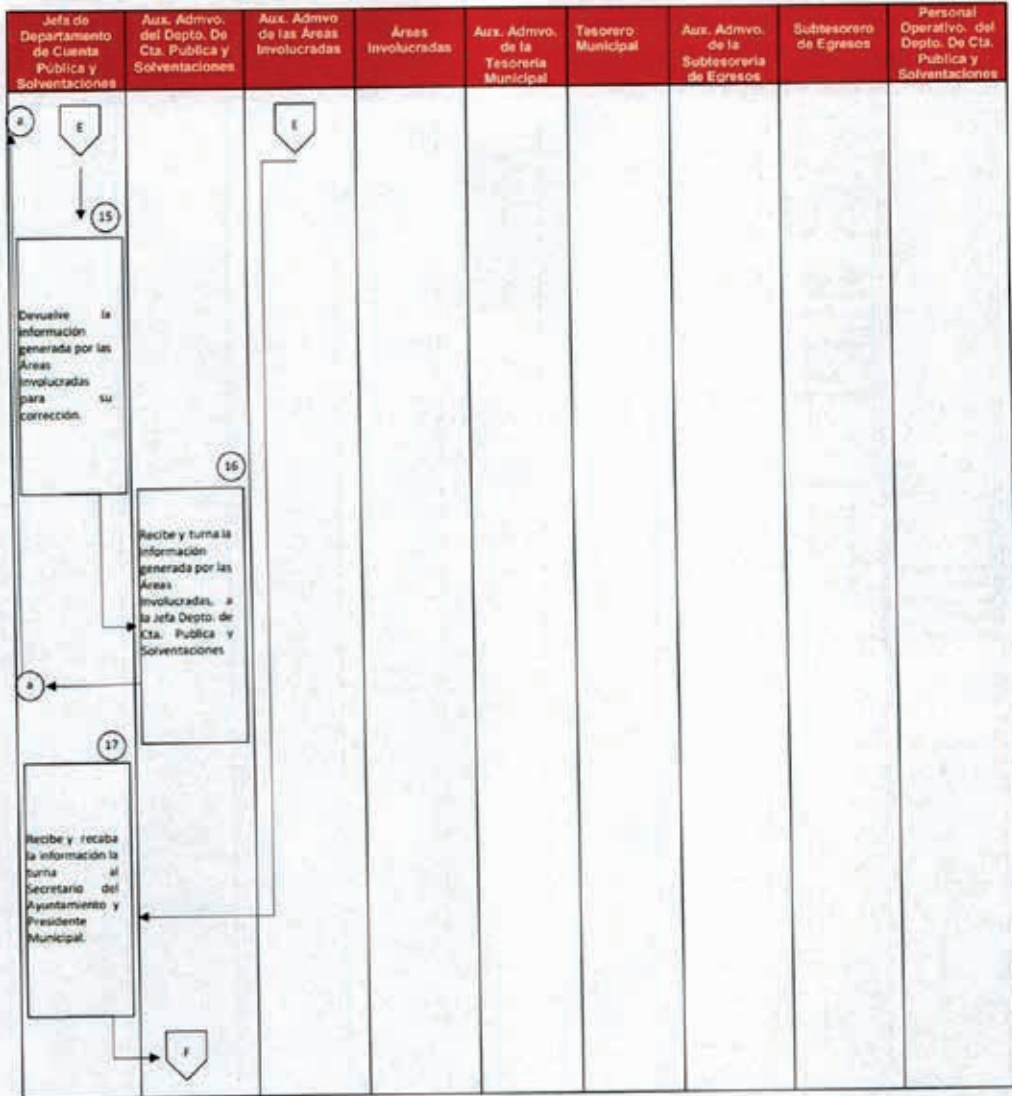 Jefa de
Departamento
de Cuenta
Pública y
Solventaciones
Aux. Admvo.
del Depto. De
Cta. Publica y
Solventaciones
Aux. Admvo
de las Áreas
Involucradas
Áreas
Involucradas
Aux. Admvo.
de la
Tesorería
Municipal
Tesorero
Municipal
Aux. Admvo.
de la
Subtesorería
de Egresos
Subtesorero
de Egresos
Personal
Operativo. del
Depto. De Cta.
Publica y
Solventaciones
a
E
E
15
Devuelve la
información
generada por las
Áreas
Involucradas
para su
corrección.
16
Recibe y turna la
información
generada por las
Áreas
Involucradas, a
la Jefa Depto. de
Cta. Publica y
Solventaciones
a
17
Recibe y recaba
la información la
turna al
Secretario del
Ayuntamiento y
Presidente
Municipal.
F